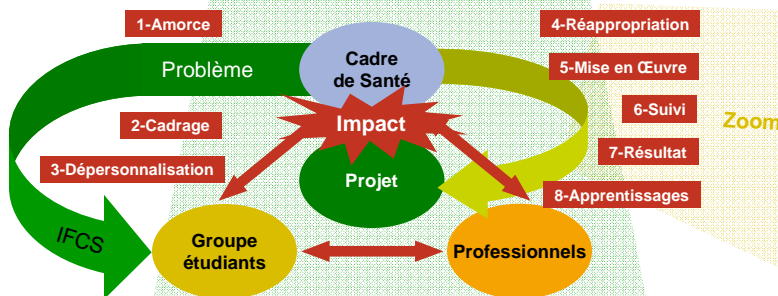 1-Amorce
4-Réappropriation
Problème
Cadre
de Santé
5-Mise en Œuvre
2-Cadrage
Impact
6-Suivi
Zoom
3-Dépersonnalisation
Projet
7-Résultat
8-Apprentissages
IFCS
Groupe
étudiants
Professionnels